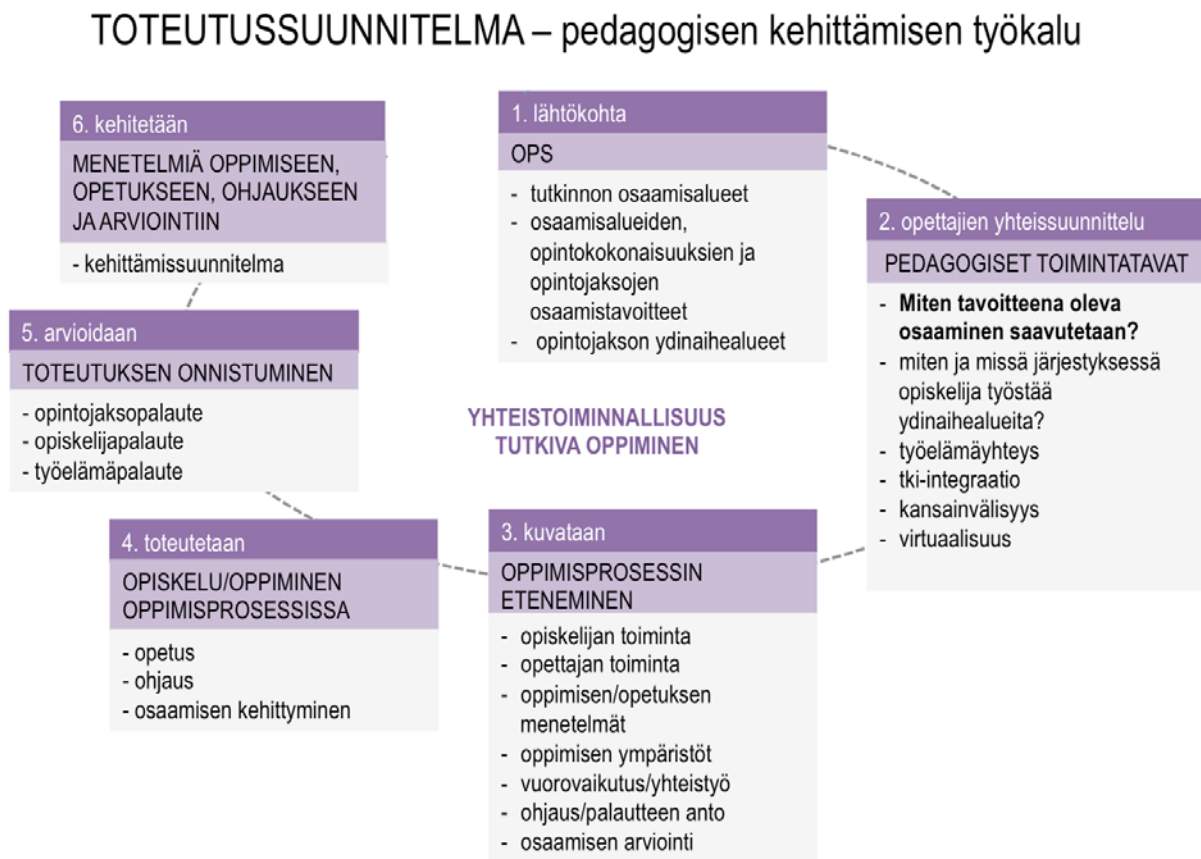 TOTEUTUSSUUNNITELMA – pedagogisen kehittämisen työkalu
1. lähtökohta
OPS
- tutkinnon osaamisalueet
- osaamisalueiden,
opintokokonaisuuksien ja
opintojaksojen
osaamistavoitteet
- opintojakson ydinaihealueet
2. opettajien yhteissuunnittelu
PEDAGOGISET TOIMINTATAVAT
- Miten tavoitteena oleva
osaaminen saavutetaan?
- miten ja missä järjestyksessä
opiskelija työstää
ydinaihealueita?
- työelämäyhteys
- tki-integraatio
- kansainvälisyys
- virtuaalisuus
3. kuvataan
OPPIMISPROSESSIN
ETENEMINEN
- opiskelijan toiminta
- opettajan toiminta
- oppimisen/opetuksen
menetelmät
- oppimisen ympäristöt
- vuorovaikutus/yhteistyö
- ohjaus/palautteen anto
- osaamisen arviointi
4. toteutetaan
OPISKELU/OPPIMINEN
OPPIMISPROSESSISSA
- opetus
- ohjaus
- osaamisen kehittyminen
5. arvioidaan
TOTEUTUKSEN ONNISTUMINEN
- opintojaksopalaute
- opiskelijapalaute
- työelämäpalaute
6. kehitetään
MENETELMIÄ OPPIMISEEN,
OPETUKSEEN, OHJAUKSEEN
JA ARVIOINTIIN
- kehittämissuunnitelma
YHTEISTOIMINNALLISUUS
TUTKIVA OPPIMINEN